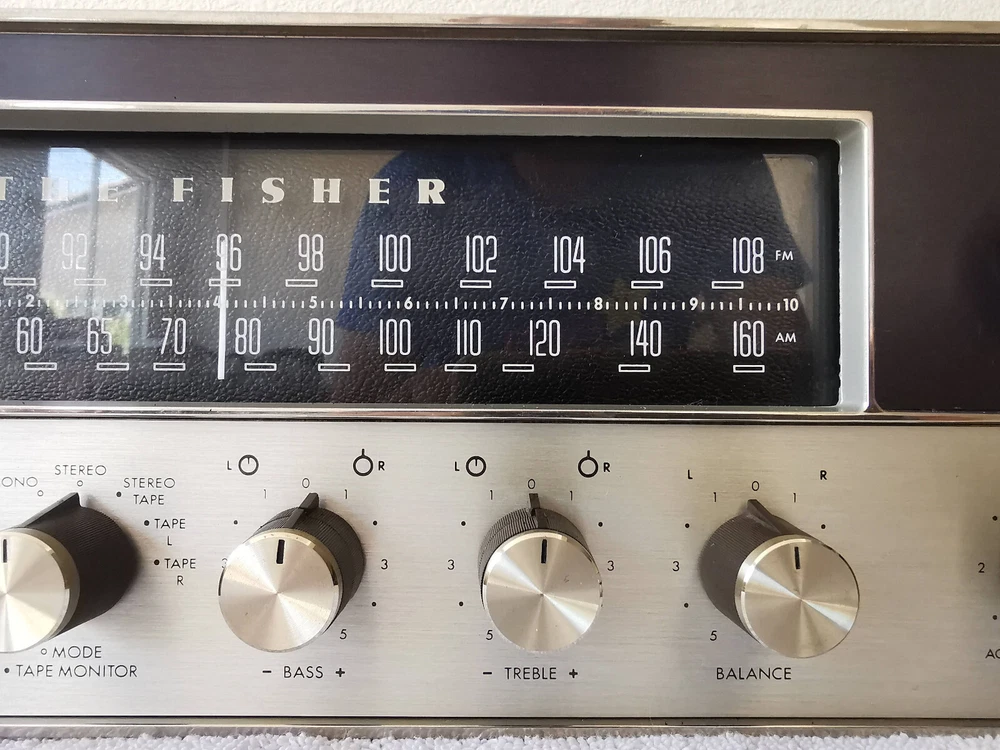 THE FISHER
92 94 96 98 100 102 104 106 108 FM
2 3 4 5 6 7 8 9 10
60 65 70 80 90 100 110 120 140 160 AM
STEREO
STEREO
TAPE
TAPE
L
TAPE
R
MODE
TAPE MONITOR
L R
1 0 1
3 3
5
- BASS +
L R
1 0 1
3 3
5
- TREBLE +
L R
1 0 1
3
5
BALANCE
2